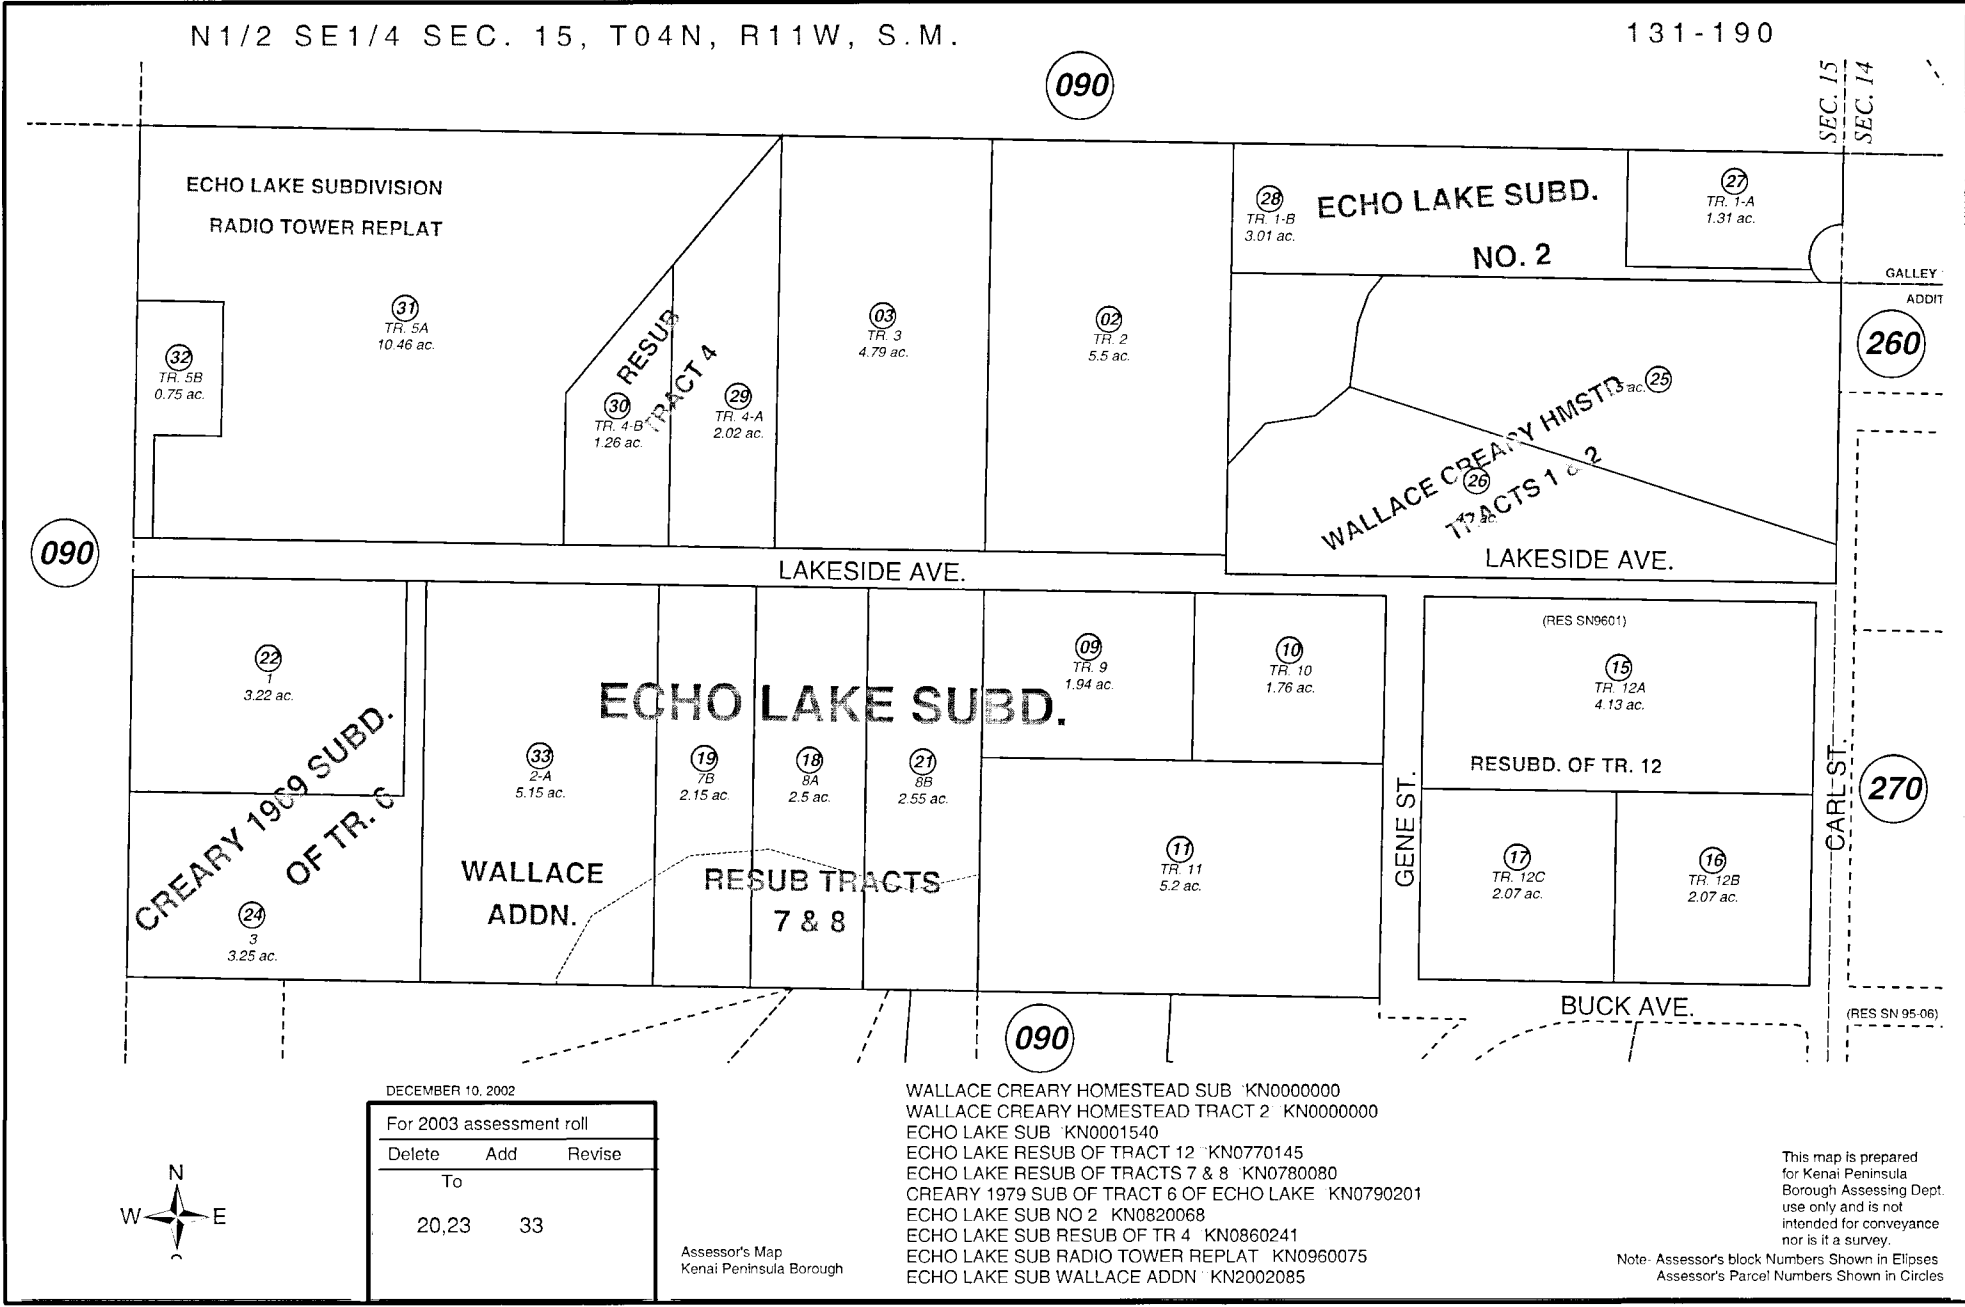 N1/2 SE1/4 SEC. 15, T04N, R11W, S.M.
131-190
090
SEC. 15
SEC. 14
ECHO LAKE SUBDIVISION
RADIO TOWER REPLAT
31
TR. 5A
10.46 ac.
32
TR. 5B
0.75 ac.
RESUB
TRACT 4
30
TR. 4-B
1.26 ac.
29
TR. 4-A
2.02 ac.
03
TR. 3
4.79 ac.
02
TR. 2
5.5 ac.
28
TR. 1-B
3.01 ac.
ECHO LAKE SUBD.
NO. 2
27
TR. 1-A
1.31 ac.
GALLEY
ADDIT
260
ac. 25
WALLACE CREARY HMSTD
TRACTS 1 & 2
26
ac.
090
LAKESIDE AVE.
LAKESIDE AVE.
22
1
3.22 ac.
CREARY 1969 SUBD.
OF TR. 6
24
3
3.25 ac.
ECHO LAKE SUBD.
33
2-A
5.15 ac.
WALLACE
ADDN.
19
7B
2.15 ac.
18
8A
2.5 ac.
21
8B
2.55 ac.
RESUB TRACTS
7 & 8
09
TR. 9
1.94 ac.
10
TR. 10
1.76 ac.
11
TR. 11
5.2 ac.
GENE ST.
(RES SN9601)
15
TR. 12A
4.13 ac.
RESUBD. OF TR. 12
17
TR. 12C
2.07 ac.
16
TR. 12B
2.07 ac.
CARL ST.
270
BUCK AVE.
(RES SN 95-06)
090
DECEMBER 10, 2002
For 2003 assessment roll
Delete Add Revise
To
20,23 33
N
W E
Assessor's Map
Kenai Peninsula Borough
WALLACE CREARY HOMESTEAD SUB KN0000000
WALLACE CREARY HOMESTEAD TRACT 2 KN0000000
ECHO LAKE SUB KN0001540
ECHO LAKE RESUB OF TRACT 12 KN0770145
ECHO LAKE RESUB OF TRACTS 7 & 8 KN0780080
CREARY 1979 SUB OF TRACT 6 OF ECHO LAKE KN0790201
ECHO LAKE SUB NO 2 KN0820068
ECHO LAKE SUB RESUB OF TR 4 KN0860241
ECHO LAKE SUB RADIO TOWER REPLAT KN0960075
ECHO LAKE SUB WALLACE ADDN KN2002085
This map is prepared
for Kenai Peninsula
Borough Assessing Dept.
use only and is not
intended for conveyance
nor is it a survey.
Note- Assessor's block Numbers Shown in Elipses
Assessor's Parcel Numbers Shown in Circles